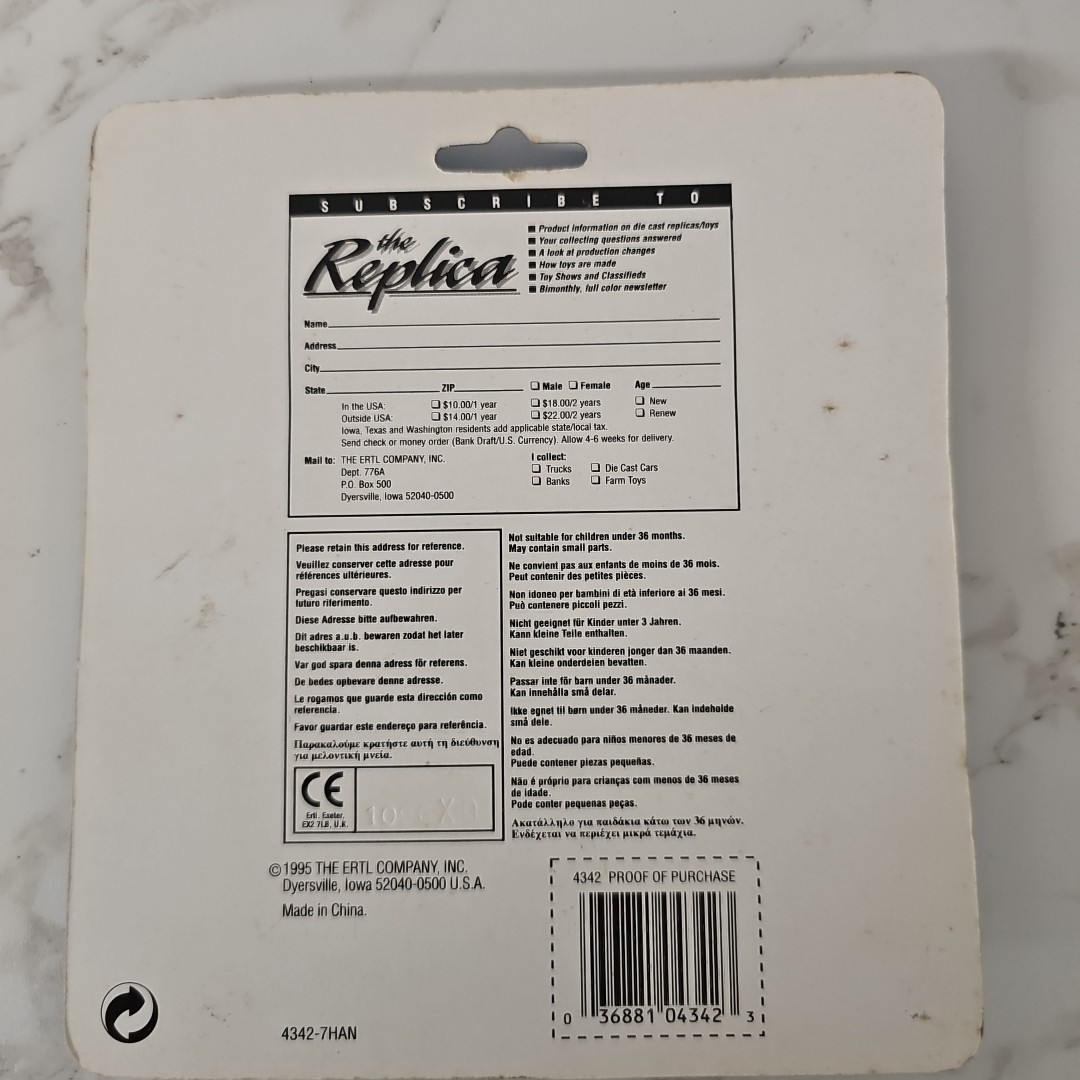 SUBSCRIBE TO
the
Replica
■ Product information on die cast replicas/toys
■ Your collecting questions answered
■ A look at production changes
■ How toys are made
■ Toy Shows and Classifieds
■ Bimonthly, full color newsletter
Name
Address
City
State ZIP ❑ Male ❑ Female Age
In the USA: ❑ $10.00/1 year ❑ $18.00/2 years ❑ New
Outside USA: ❑ $14.00/1 year ❑ $22.00/2 years ❑ Renew
Iowa, Texas and Washington residents add applicable state/local tax.
Send check or money order (Bank Draft/U.S. Currency). Allow 4-6 weeks for delivery.
Mail to: THE ERTL COMPANY, INC.
Dept. 776A
P.O. Box 500
Dyersville, Iowa 52040-0500
I collect:
❑ Trucks ❑ Die Cast Cars
❑ Banks ❑ Farm Toys
Please retain this address for reference.
Veuillez conserver cette adresse pour
références ultérieures.
Pregasi conservare questo indirizzo per
futuro riferimento.
Diese Adresse bitte aufbewahren.
Dit adres a.u.b. bewaren zodat het later
beschikbaar is.
Var god spara denna adress för referens.
De bedes opbevare denne adresse.
Le rogamos que guarde esta dirección como
referencia.
Favor guardar este endereço para referência.
Παρακαλούμε κρατήστε αυτή τη διεύθυνση
για μελοντική μνεία.
CE
Ertl, Exeter,
EX2 7LB, U.K.
Not suitable for children under 36 months.
May contain small parts.
Ne convient pas aux enfants de moins de 36 mois.
Peut contenir des petites pièces.
Non idoneo per bambini di età inferiore ai 36 mesi.
Può contenere piccoli pezzi.
Nicht geeignet für Kinder unter 3 Jahren.
Kann kleine Teile enthalten.
Niet geschikt voor kinderen jonger dan 36 maanden.
Kan kleine onderdelen bevatten.
Passar inte för barn under 36 månader.
Kan innehålla små delar.
Ikke egnet til børn under 36 måneder. Kan indeholde
små dele.
No es adecuado para niños menores de 36 meses de
edad.
Puede contener piezas pequeñas.
Não é próprio para crianças com menos de 36 meses
de idade.
Pode conter pequenas peças.
Ακατάλληλο για παιδάκια κάτω των 36 μηνών.
Ενδέχεται να περιέχει μικρά τεμάχια.
©1995 THE ERTL COMPANY, INC.
Dyersville, Iowa 52040-0500 U.S.A.
Made in China.
4342 PROOF OF PURCHASE
0 36881 04342 3
4342-7HAN